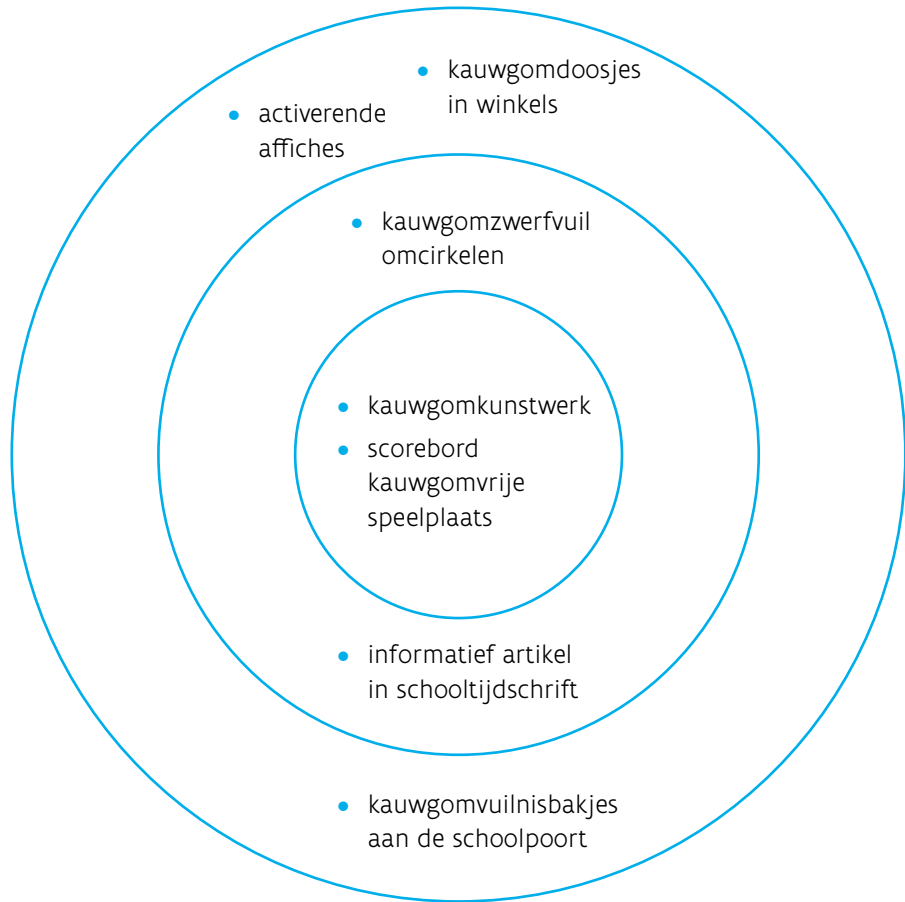 • kauwgomdoosjes
in winkels
• activerende
affiches
• kauwgomzwerfvuil
omcirkelen
• kauwgomkunstwerk
• scorebord
kauwgomvrije
speelplaats
• informatief artikel
in schooltijdschrift
• kauwgomvuilnisbakjes
aan de schoolpoort